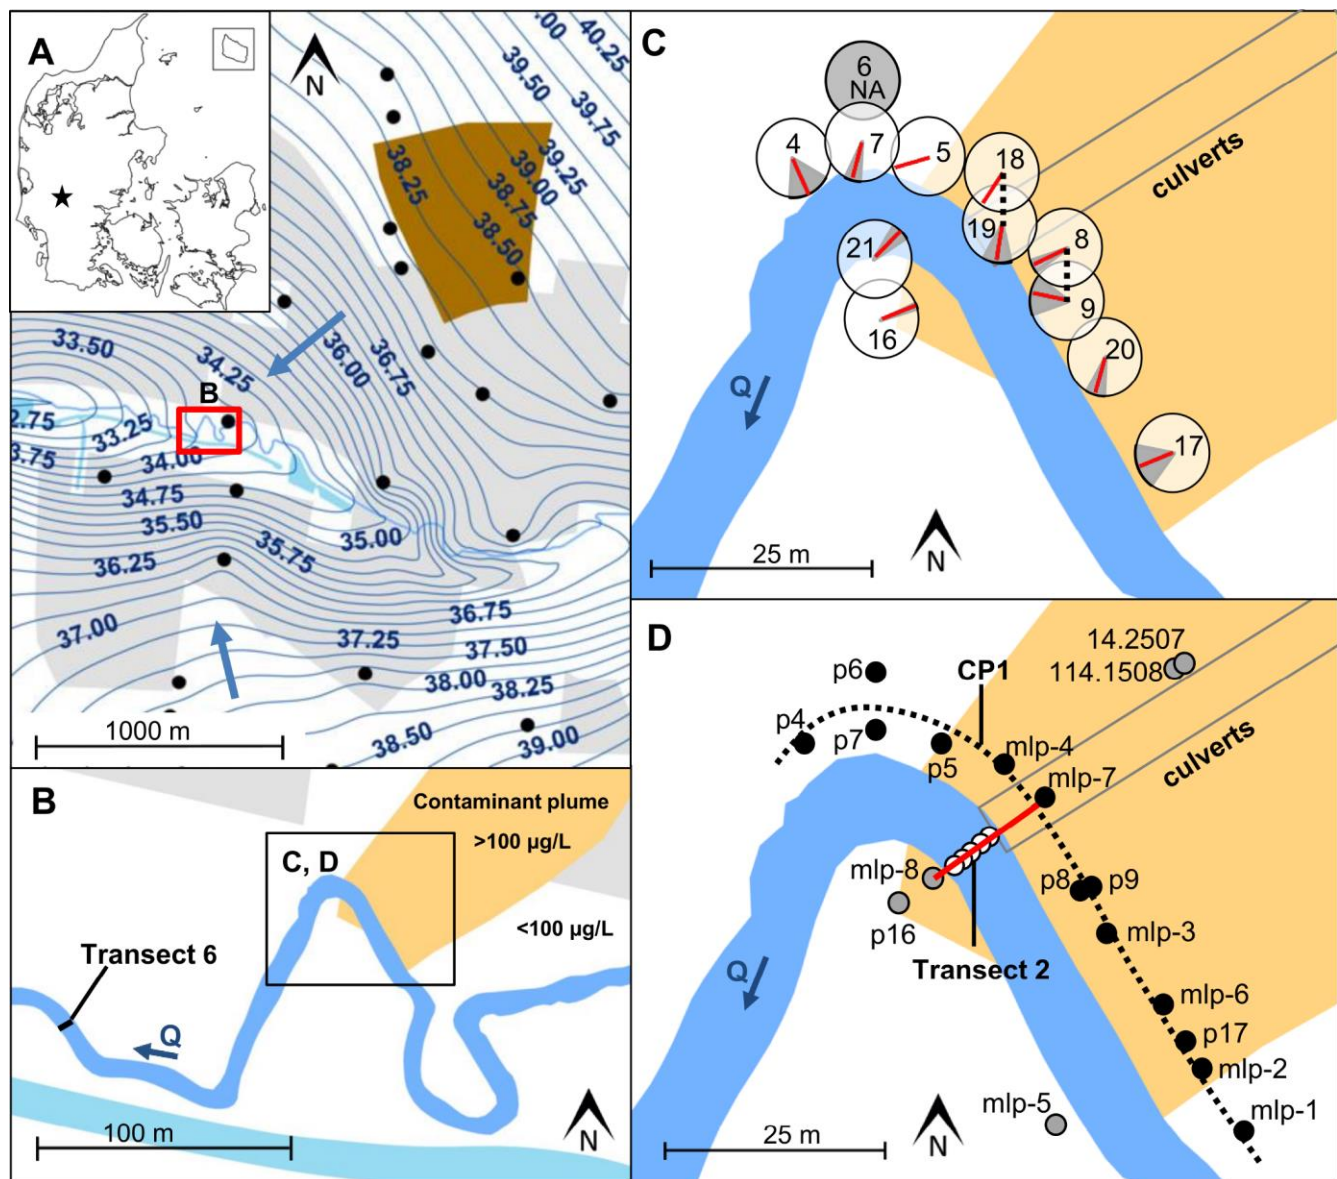 A
N
.00
40.25
39.50
39.75
38.25
39.00
39.25
38.75
38.50
33.50
34.25
36.00
36.75
B
2.75
33.25
3.75
34.00
34.75
35.50
35.75
35.00
36.25
36.75
37.00
37.25
37.50
38.00
38.25
1000 m
38.50
39.00
B
Contaminant plume
>100 µg/L
C, D
<100 µg/L
Transect 6
Q
100 m
N
C
6
NA
4
7
5
18
culverts
19
8
21
9
16
20
Q
17
25 m
N
D
14.2507
114.1508
p6
CP1
p4
p7
p5
mlp-4
mlp-7
culverts
mlp-8
p8
p9
p16
mlp-3
Transect 2
Q
mlp-6
p17
mlp-2
mlp-5
mlp-1
25 m
N